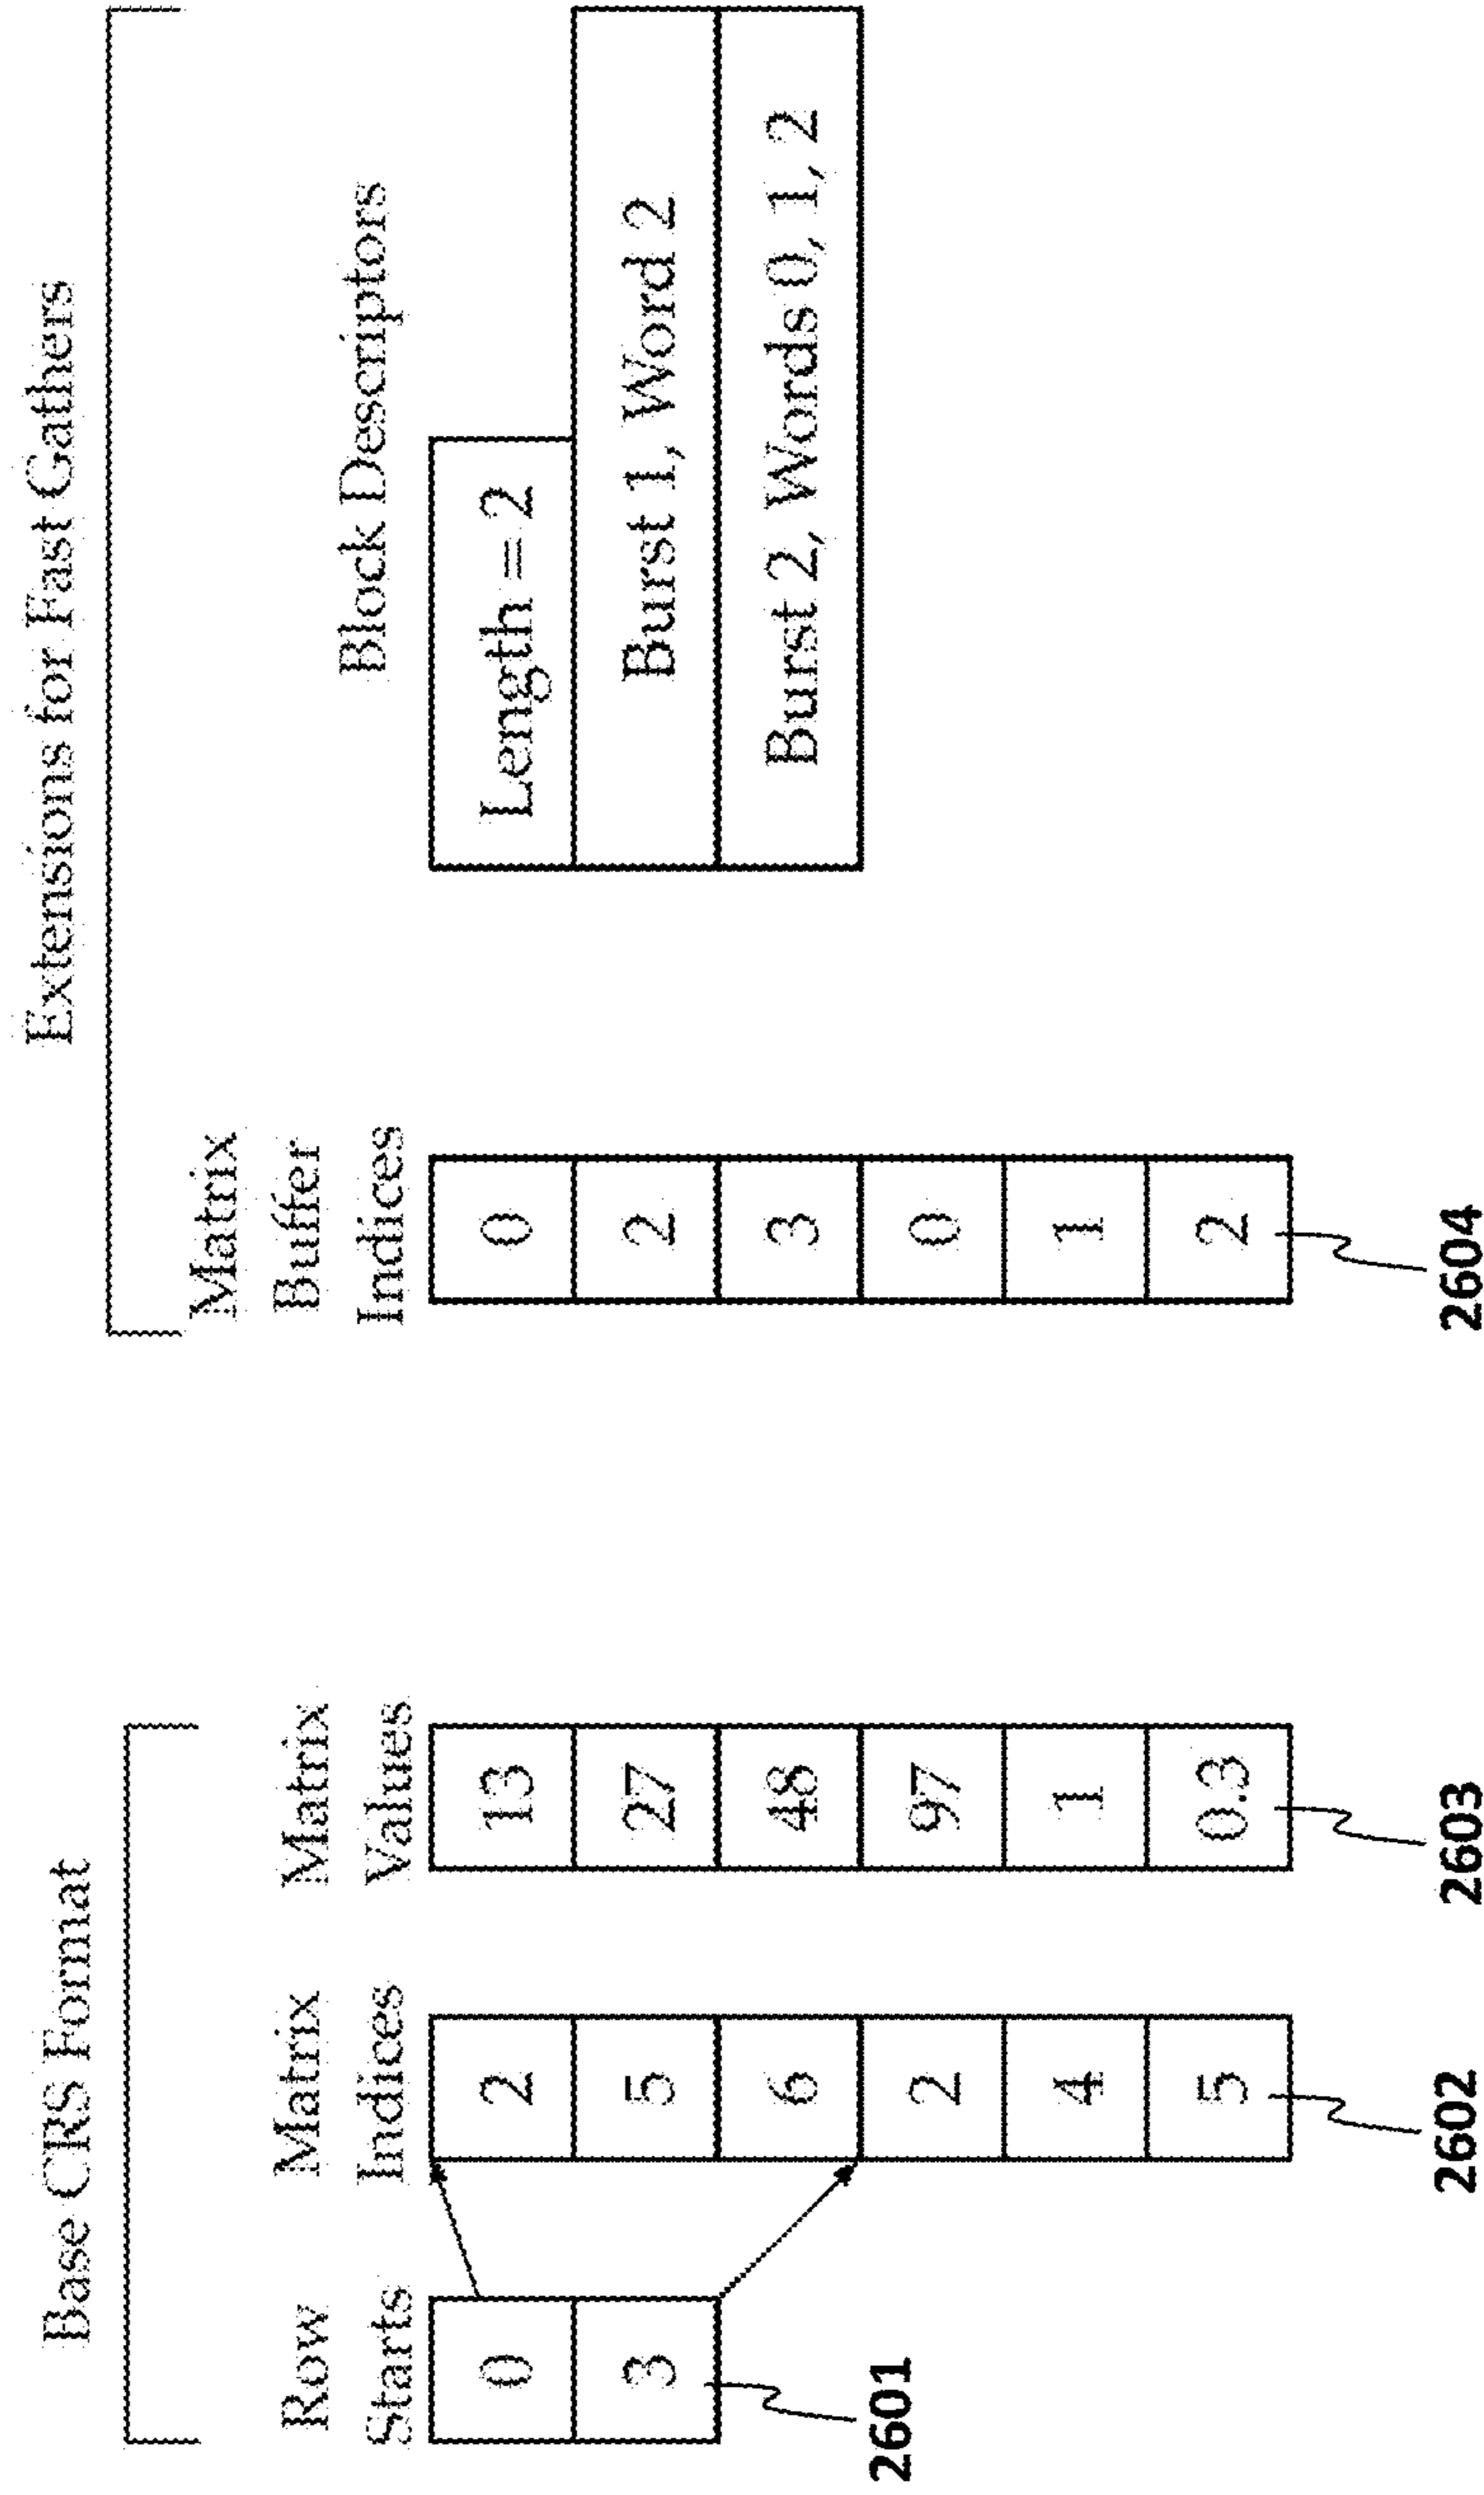 Base CRS Format
Extensions for Fast Gathers
Row
Starts
Matrix
Indices
Matrix
Values
Matrix
Buffer
Indices
Block Descriptors
0
3
2
5
6
2
4
5
13
27
48
97
1
0.3
0
2
3
0
1
2
Length = 2
Burst 1, Word 2
Burst 2, Words 0, 1, 2
2601
2602
2603
2604